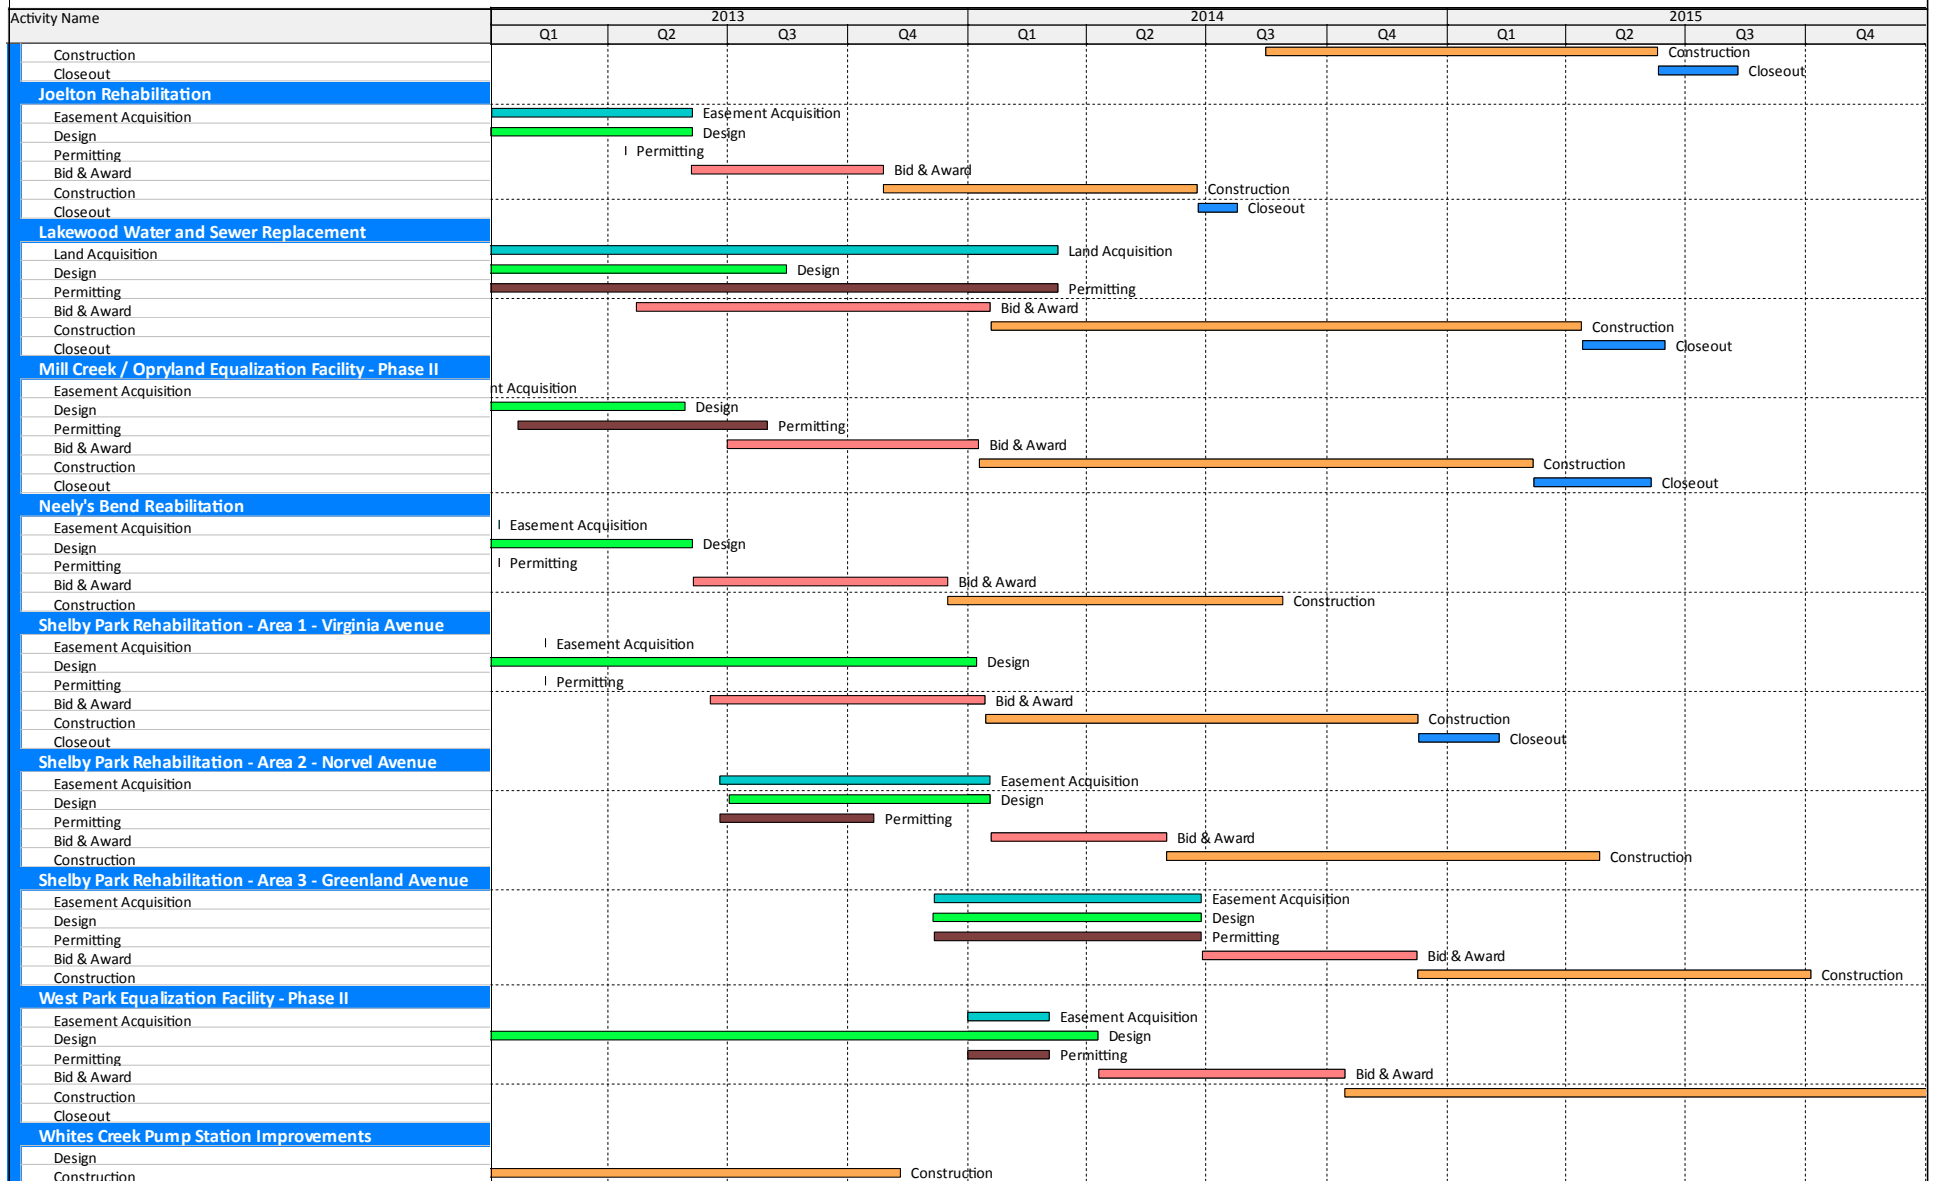 Activity Name 2013 2014 2015
Q1 Q2 Q3 Q4 Q1 Q2 Q3 Q4 Q1 Q2 Q3 Q4
Construction Construction
Closeout Closeout
Joelton Rehabilitation
Easement Acquisition Easement Acquisition
Design Design
Permitting Permitting
Bid & Award Bid & Award
Construction Construction
Closeout Closeout
Lakewood Water and Sewer Replacement
Land Acquisition Land Acquisition
Design Design
Permitting Permitting
Bid & Award Bid & Award
Construction Construction
Closeout Closeout
Mill Creek / Opryland Equalization Facility - Phase II
Easement Acquisition nt Acquisition
Design Design
Permitting Permitting
Bid & Award Bid & Award
Construction Construction
Closeout Closeout
Neely's Bend Reabilitation
Easement Acquisition Easement Acquisition
Design Design
Permitting Permitting
Bid & Award Bid & Award
Construction Construction
Shelby Park Rehabilitation - Area 1 - Virginia Avenue
Easement Acquisition Easement Acquisition
Design Design
Permitting Permitting
Bid & Award Bid & Award
Construction Construction
Closeout Closeout
Shelby Park Rehabilitation - Area 2 - Norvel Avenue
Easement Acquisition Easement Acquisition
Design Design
Permitting Permitting
Bid & Award Bid & Award
Construction Construction
Shelby Park Rehabilitation - Area 3 - Greenland Avenue
Easement Acquisition Easement Acquisition
Design Design
Permitting Permitting
Bid & Award Bid & Award
Construction Construction
West Park Equalization Facility - Phase II
Easement Acquisition Easement Acquisition
Design Design
Permitting Permitting
Bid & Award Bid & Award
Construction
Closeout
Whites Creek Pump Station Improvements
Design
Construction Construction